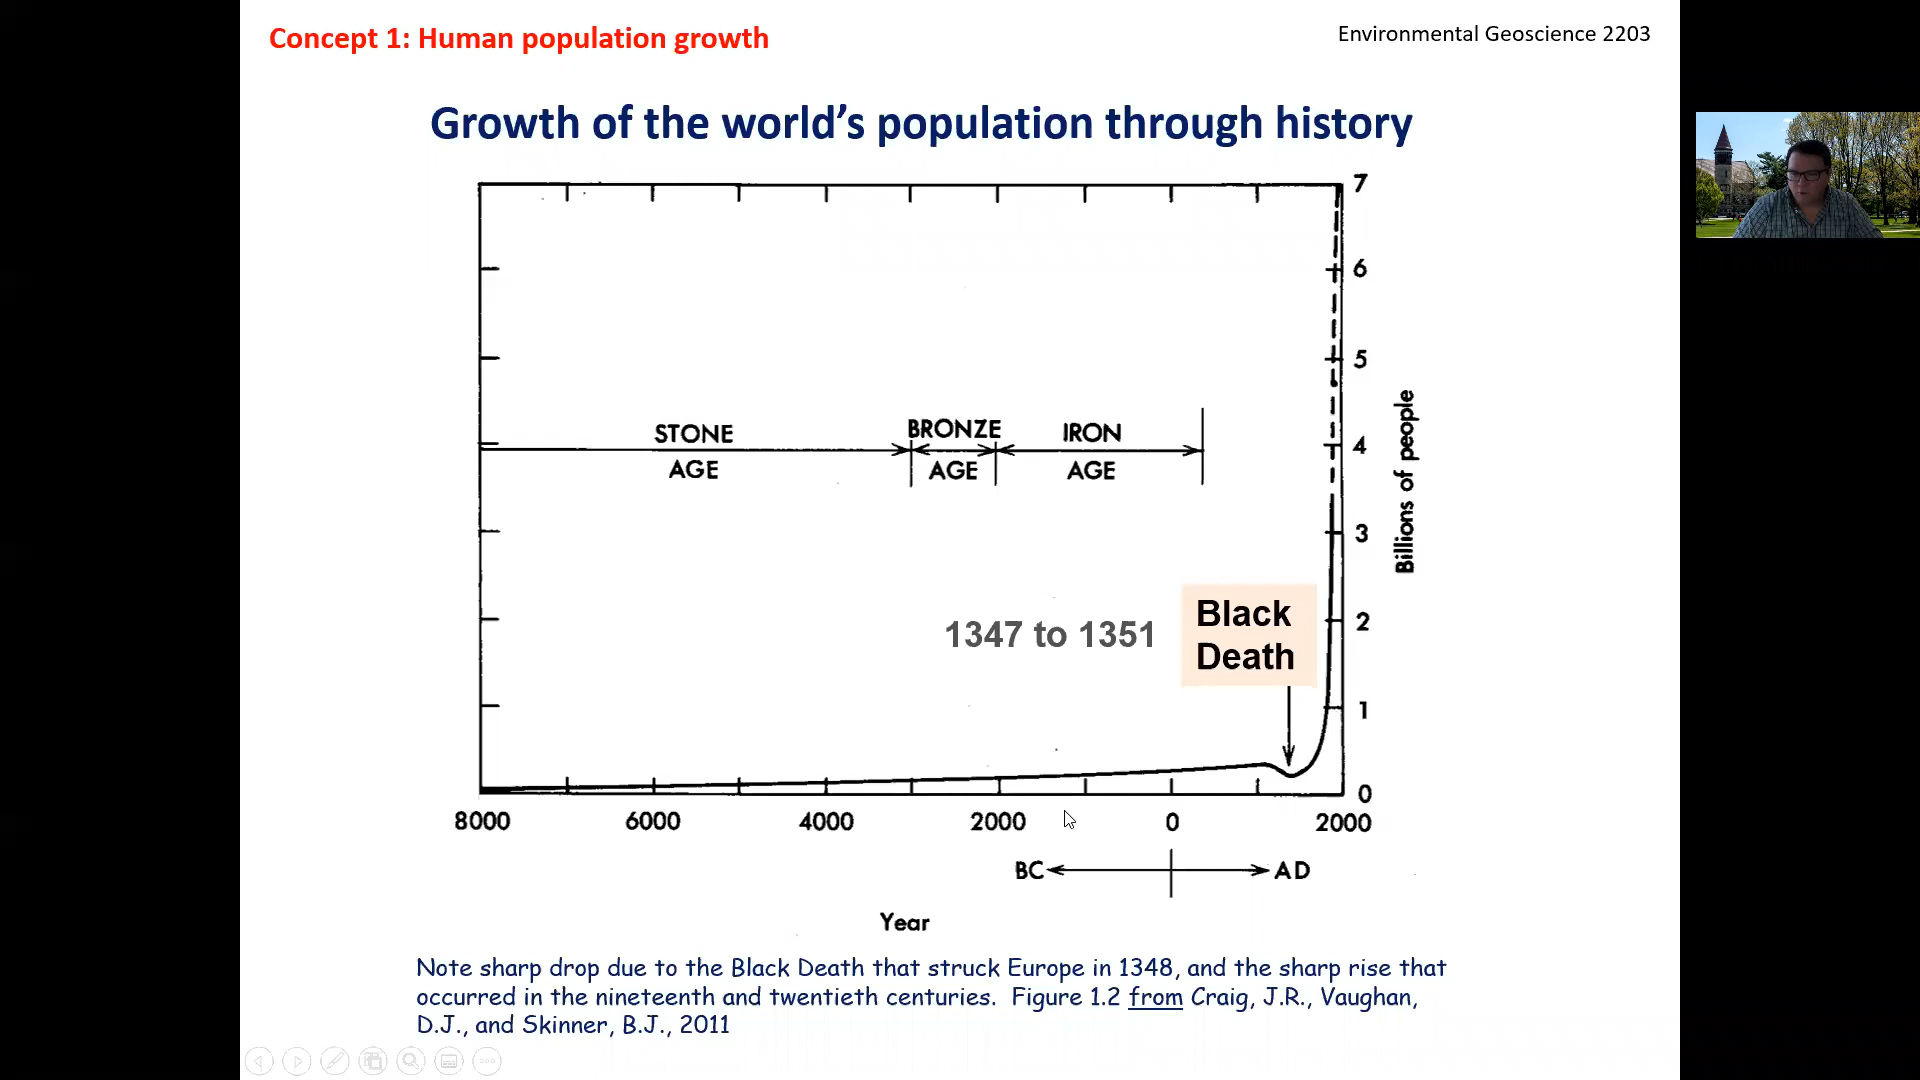 Concept 1: Human population growth
Environmental Geoscience 2203
Growth of the world’s population through history
7
6
5
4
3
2
1
0
Billions of people
STONE
AGE
BRONZE
AGE
IRON
AGE
1347 to 1351
Black
Death
8000
6000
4000
2000
0
2000
BC
AD
Year
Note sharp drop due to the Black Death that struck Europe in 1348, and the sharp rise that
occurred in the nineteenth and twentieth centuries.  Figure 1.2 from Craig, J.R., Vaughan,
D.J., and Skinner, B.J., 2011